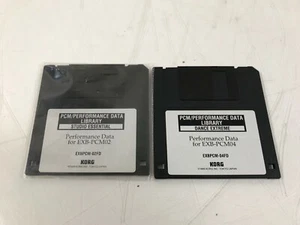 PCM/PERFORMANCE DATA
LIBRARY
STUDIO ESSENTIAL
Performance Data
for EXB-PCM02
EXBPCM-02FD
KORG
PCM/PERFORMANCE DATA
LIBRARY
DANCE EXTREME
Performance Data
for EXB-PCM04
EXBPCM-04FD
KORG